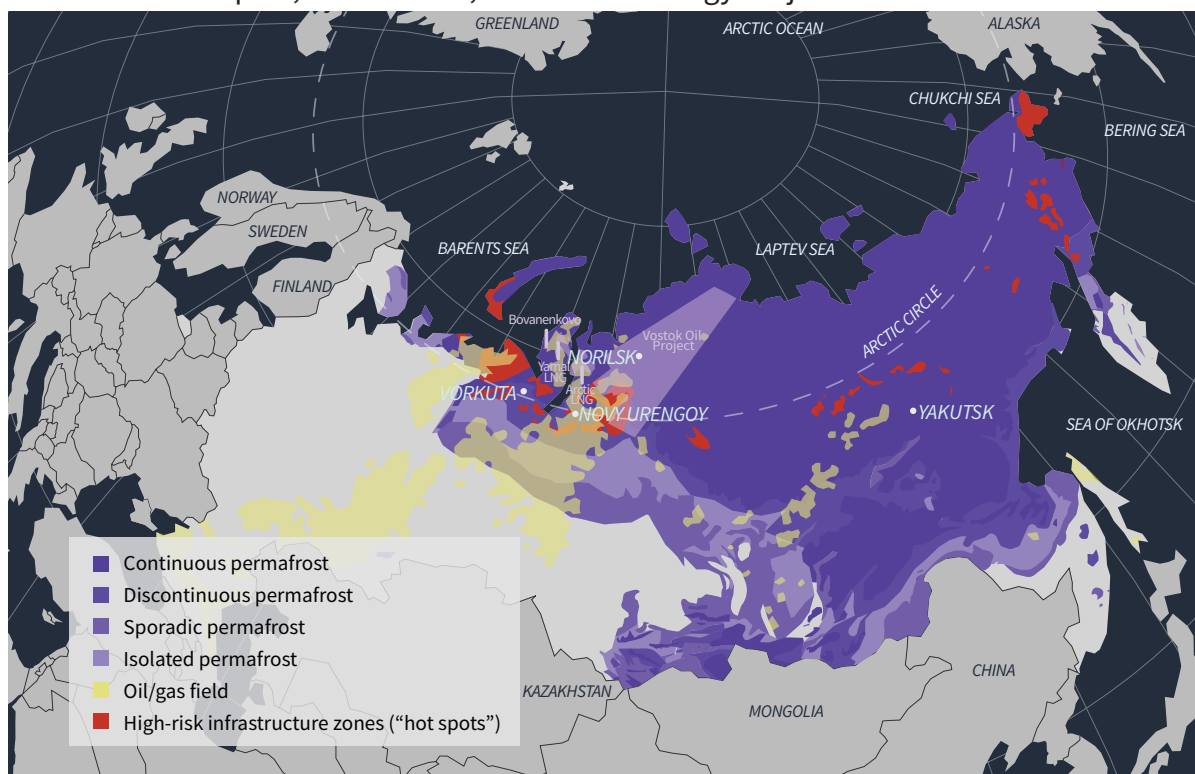 GREENLAND
ARCTIC OCEAN
ALASKA
CHUKCHI SEA
BERING SEA
NORWAY
SWEDEN
BARENTS SEA
LAPTEV SEA
FINLAND
Bovanenkovo
ARCTIC CIRCLE
Vostok Oil
Project
NORILSK
Yamal
LNG
VORKUTA
Arctic
LNG
NOVY URENGOY
YAKUTSK
SEA OF OKHOTSK
Continuous permafrost
Discontinuous permafrost
Sporadic permafrost
Isolated permafrost
Oil/gas field
High-risk infrastructure zones (“hot spots”)
KAZAKHSTAN
MONGOLIA
CHINA